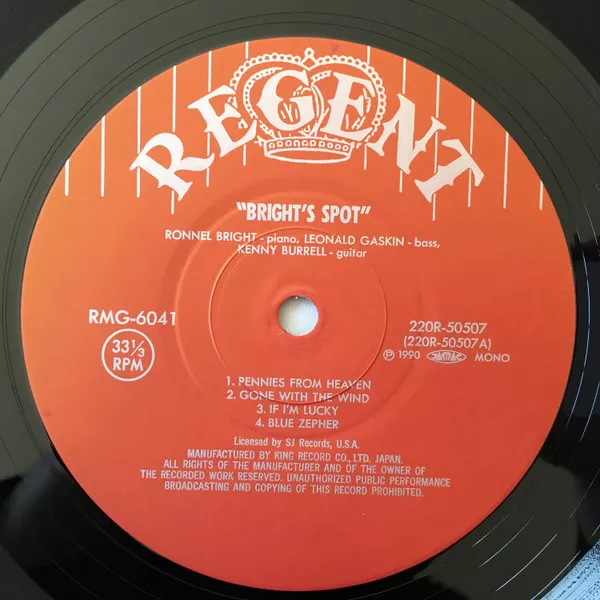 REGENT
"BRIGHT'S SPOT"
RONNEL BRIGHT - piano, LEONALD GASKIN - bass,
KENNY BURRELL - guitar
RMG-6041
33 1/3
RPM
220R-50507
(220R-50507A)
Ⓟ 1990 JASRAC MONO
1. PENNIES FROM HEAVEN
2. GONE WITH THE WIND
3. IF I'M LUCKY
4. BLUE ZEPHER
Licensed by SJ Records, U.S.A.
MANUFACTURED BY KING RECORD CO., LTD. JAPAN.
ALL RIGHTS OF THE MANUFACTURER AND OF THE OWNER OF
THE RECORDED WORK RESERVED. UNAUTHORIZED PUBLIC PERFORMANCE
BROADCASTING AND COPYING OF THIS RECORD PROHIBITED.